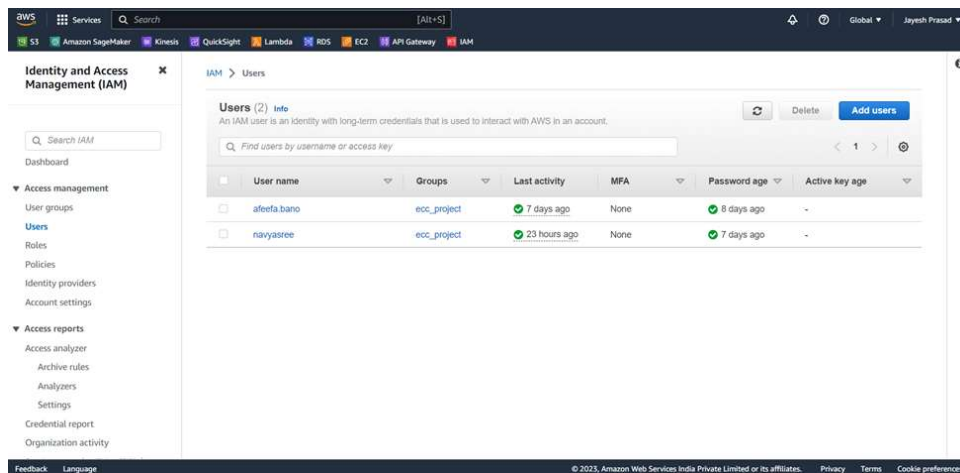 aws Services Search [Alt+S] Global Jayesh Prasad
S3 Amazon SageMaker Kinesis QuickSight Lambda RDS EC2 API Gateway IAM
Identity and Access
Management (IAM)
Search IAM
Dashboard
Access management
User groups
Users
Roles
Policies
Identity providers
Account settings
Access reports
Access analyzer
Archive rules
Analyzers
Settings
Credential report
Organization activity
IAM > Users
Users (2) Info
An IAM user is an identity with long-term credentials that is used to interact with AWS in an account.
Delete Add users
Find users by username or access key
< 1 >
User name Groups Last activity MFA Password age Active key age
afeefa.bano ecc_project 7 days ago None 8 days ago -
navyasree ecc_project 23 hours ago None 7 days ago -
Feedback Language © 2023, Amazon Web Services India Private Limited or its affiliates. Privacy Terms Cookie preferences